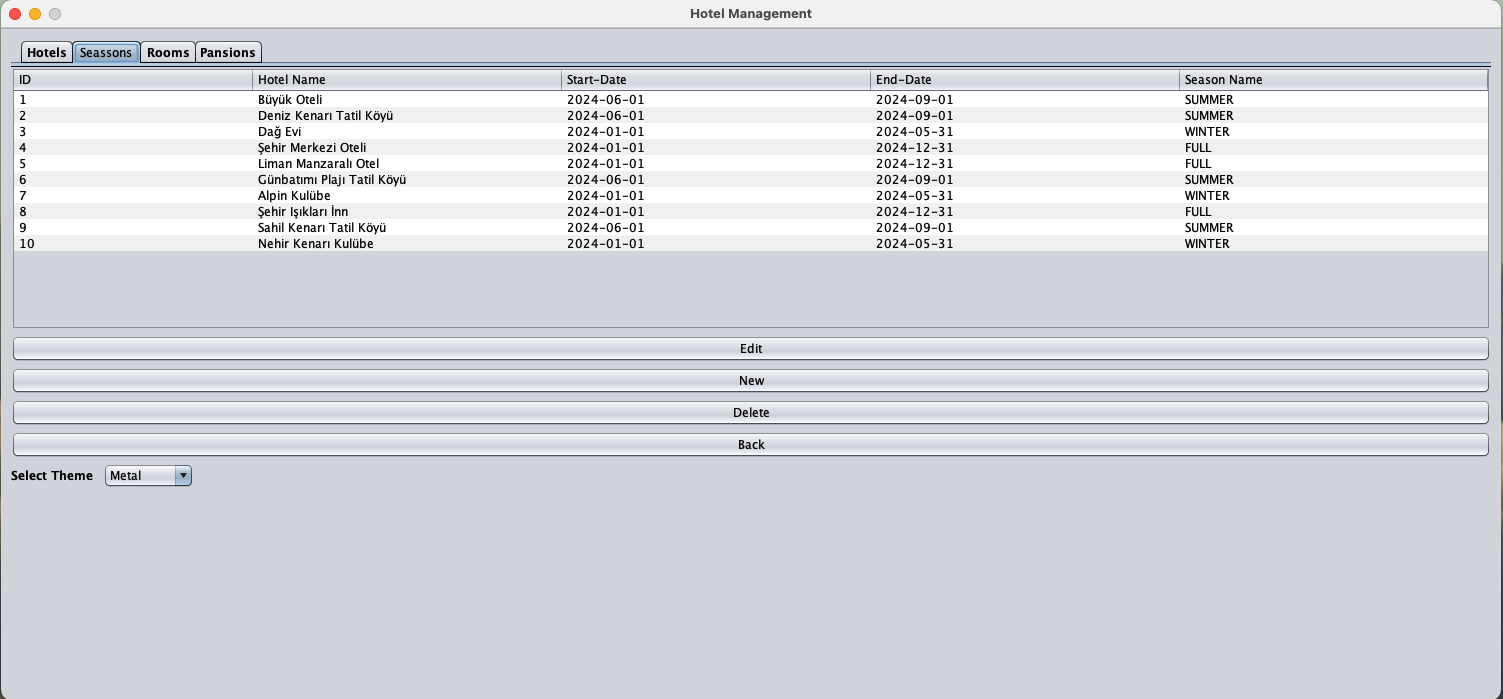 Hotel Management
Hotels Seassons Rooms Pansions
ID Hotel Name Start-Date End-Date Season Name
1 Büyük Oteli 2024-06-01 2024-09-01 SUMMER
2 Deniz Kenarı Tatil Köyü 2024-06-01 2024-09-01 SUMMER
3 Dağ Evi 2024-01-01 2024-05-31 WINTER
4 Şehir Merkezi Oteli 2024-01-01 2024-12-31 FULL
5 Liman Manzaralı Otel 2024-01-01 2024-12-31 FULL
6 Günbatımı Plajı Tatil Köyü 2024-06-01 2024-09-01 SUMMER
7 Alpin Kulübe 2024-01-01 2024-05-31 WINTER
8 Şehir Işıkları İnn 2024-01-01 2024-12-31 FULL
9 Sahil Kenarı Tatil Köyü 2024-06-01 2024-09-01 SUMMER
10 Nehir Kenarı Kulübe 2024-01-01 2024-05-31 WINTER
Edit
New
Delete
Back
Select Theme Metal